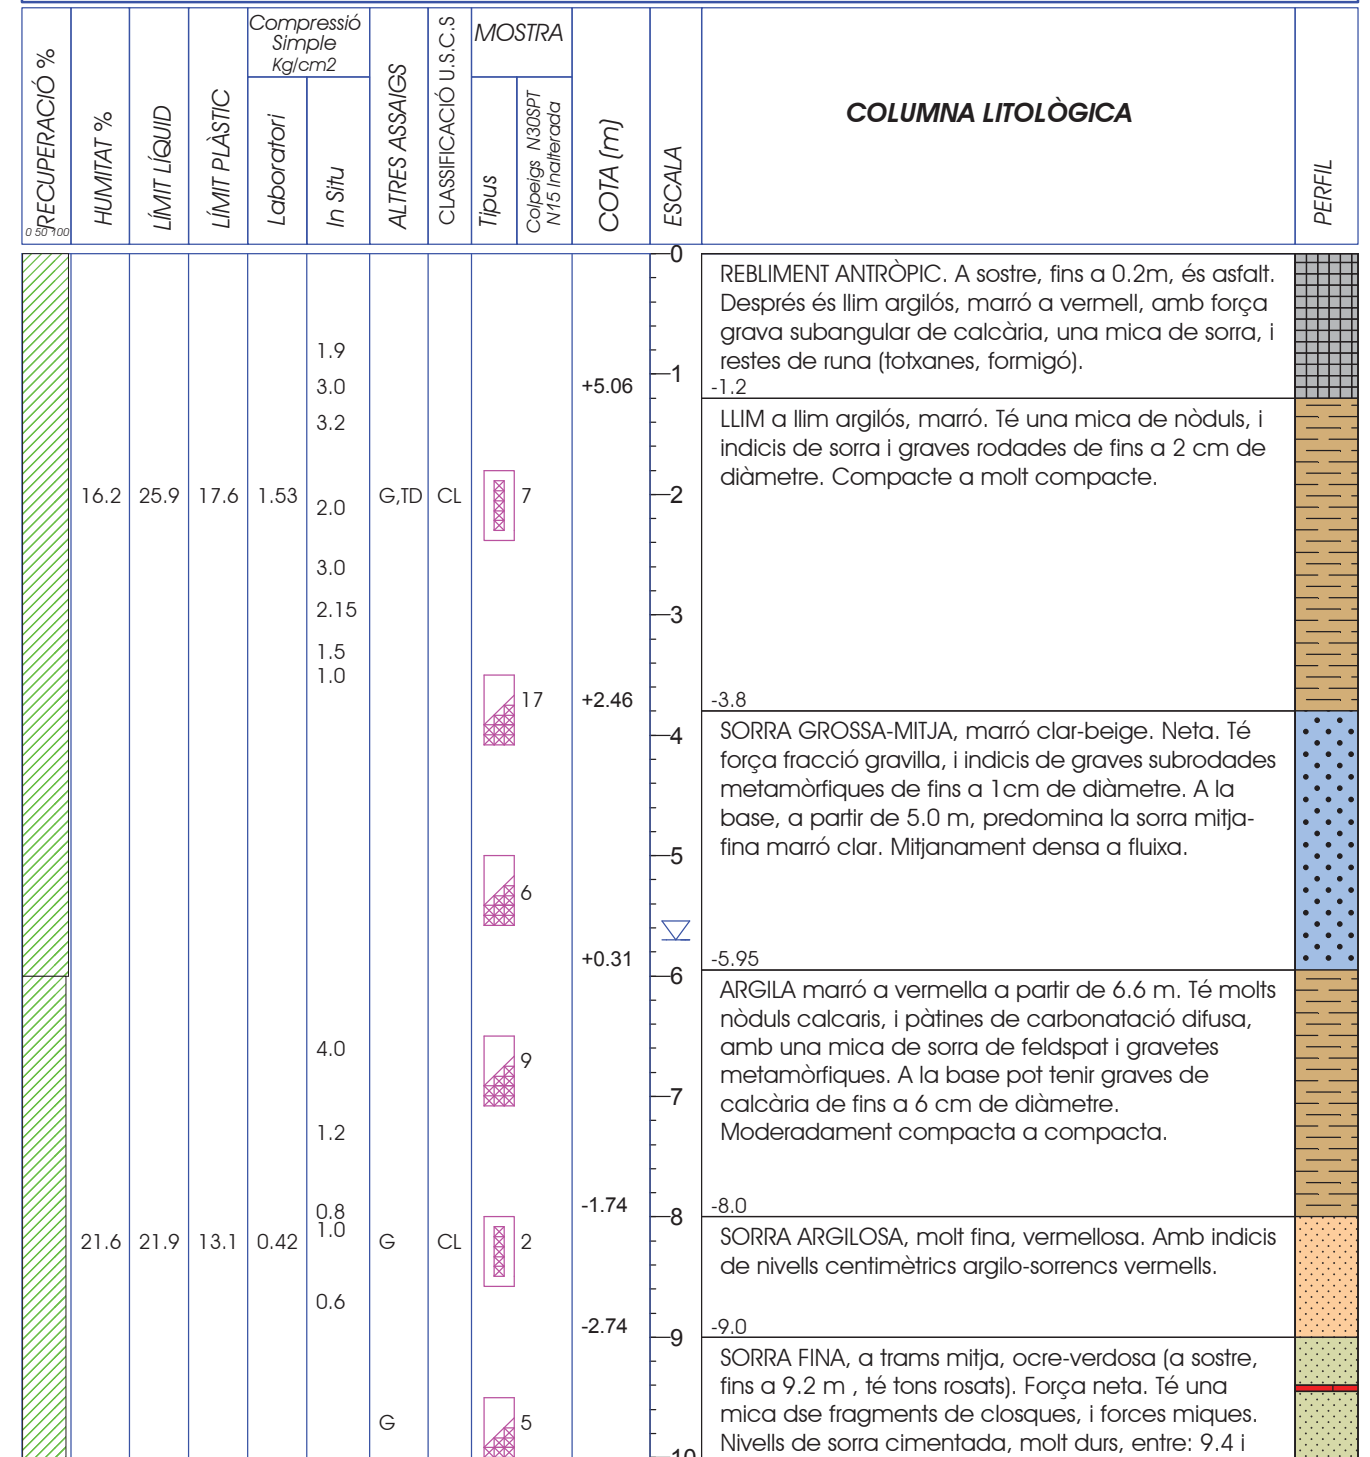 RECUPERACIÓ %
0 50 100
HUMITAT %
LÍMIT LÍQUID
LÍMIT PLÀSTIC
Compressió
Simple
Kg/cm2
Laboratori
In Situ
ALTRES ASSAIGS
CLASSIFICACIÓ U.S.C.S
MOSTRA
Tipus
Colpeigs N30SPT
N15 Inalterada
COTA (m)
ESCALA
COLUMNA LITOLÒGICA
PERFIL
0
REBLIMENT ANTRÒPIC. A sostre, fins a 0.2m, és asfalt.
Després és llim argilós, marró a vermell, amb força
grava subangular de calcària, una mica de sorra, i
restes de runa (totxanes, formigó).
1.9
1
3.0
+5.06
-1.2
3.2
LLIM a llim argilós, marró. Té una mica de nòduls, i
indicis de sorra i graves rodades de fins a 2 cm de
diàmetre. Compacte a molt compacte.
16.2 25.9 17.6 1.53 2.0 G,TD CL 7 2
3.0
2.15
3
1.5
1.0
17 +2.46 -3.8
4
SORRA GROSSA-MITJA, marró clar-beige. Neta. Té
força fracció gravilla, i indicis de graves subrodades
metamòrfiques de fins a 1cm de diàmetre. A la
base, a partir de 5.0 m, predomina la sorra mitja-
fina marró clar. Mitjanament densa a fluixa.
5
6
+0.31 -5.95
6
ARGILA marró a vermella a partir de 6.6 m. Té molts
nòduls calcaris, i pàtines de carbonatació difusa,
amb una mica de sorra de feldspat i gravetes
metamòrfiques. A la base pot tenir graves de
calcària de fins a 6 cm de diàmetre.
Moderadament compacta a compacta.
4.0
9
7
1.2
-1.74 -8.0
0.8
8
1.0
21.6 21.9 13.1 0.42 G CL 2
SORRA ARGILOSA, molt fina, vermellosa. Amb indicis
de nivells centimètrics argilo-sorrencs vermells.
0.6
-2.74 -9.0
9
SORRA FINA, a trams mitja, ocre-verdosa (a sostre,
fins a 9.2 m , té tons rosats). Força neta. Té una
mica dse fragments de closques, i forces miques.
Nivells de sorra cimentada, molt durs, entre: 9.4 i
G 5
10